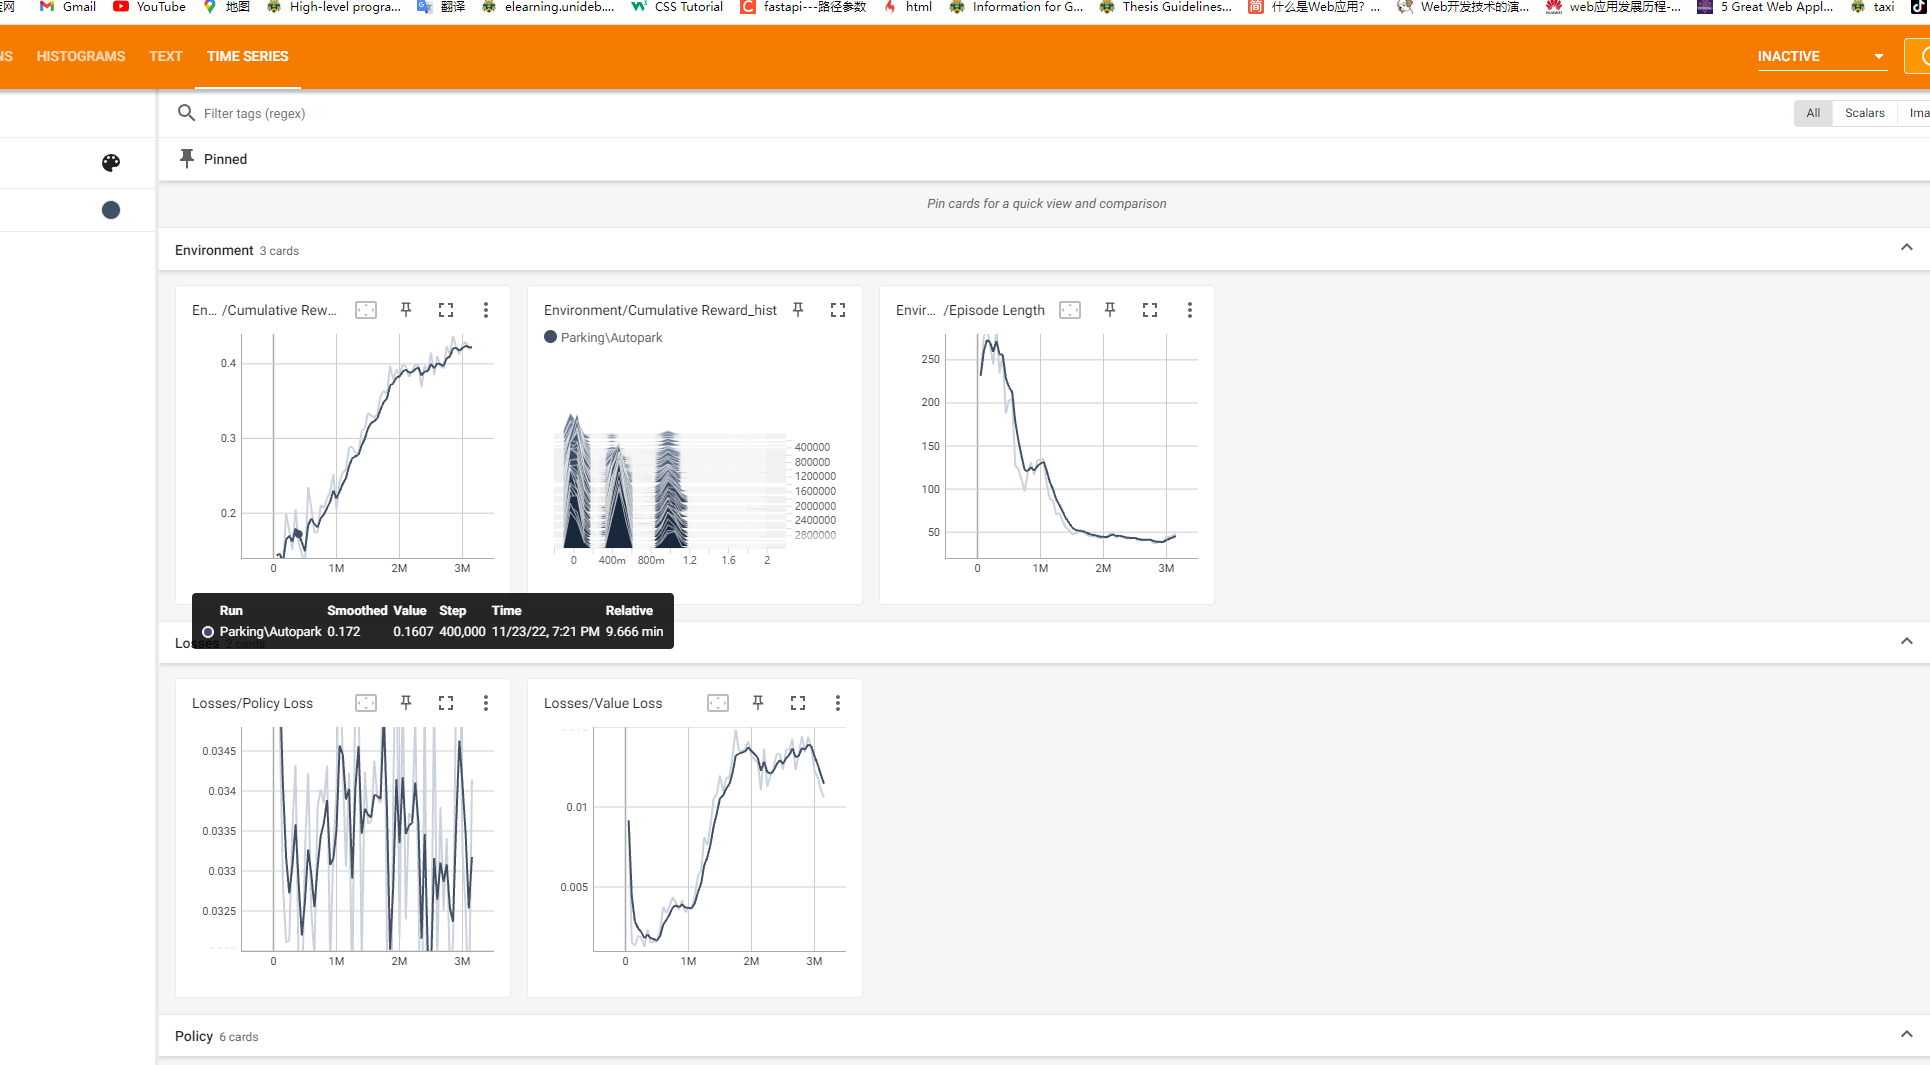 Gmail YouTube 地图 High-level progra... 翻译 elearning.unideb.... CSS Tutorial fastapi---路径参数 html Information for G... Thesis Guidelines... 什么是Web应用? ... Web开发技术的演... web应用发展历程-... 5 Great Web Appl... taxi
NS HISTOGRAMS TEXT TIME SERIES INACTIVE
Filter tags (regex) All Scalars Ima
Pinned
Pin cards for a quick view and comparison
Environment 3 cards
En... /Cumulative Rew...
0.4
0.3
0.2
0 1M 2M 3M
Environment/Cumulative Reward_hist
Parking\Autopark
400000
800000
1200000
1600000
2000000
2400000
2800000
0 400m 800m 1.2 1.6 2
Envir... /Episode Length
250
200
150
100
50
0 1M 2M 3M
Run Smoothed Value Step Time Relative
Parking\Autopark 0.172 0.1607 400,000 11/23/22, 7:21 PM 9.666 min
Losses 2 cards
Losses/Policy Loss
0.0345
0.034
0.0335
0.033
0.0325
0 1M 2M 3M
Losses/Value Loss
0.01
0.005
0 1M 2M 3M
Policy 6 cards